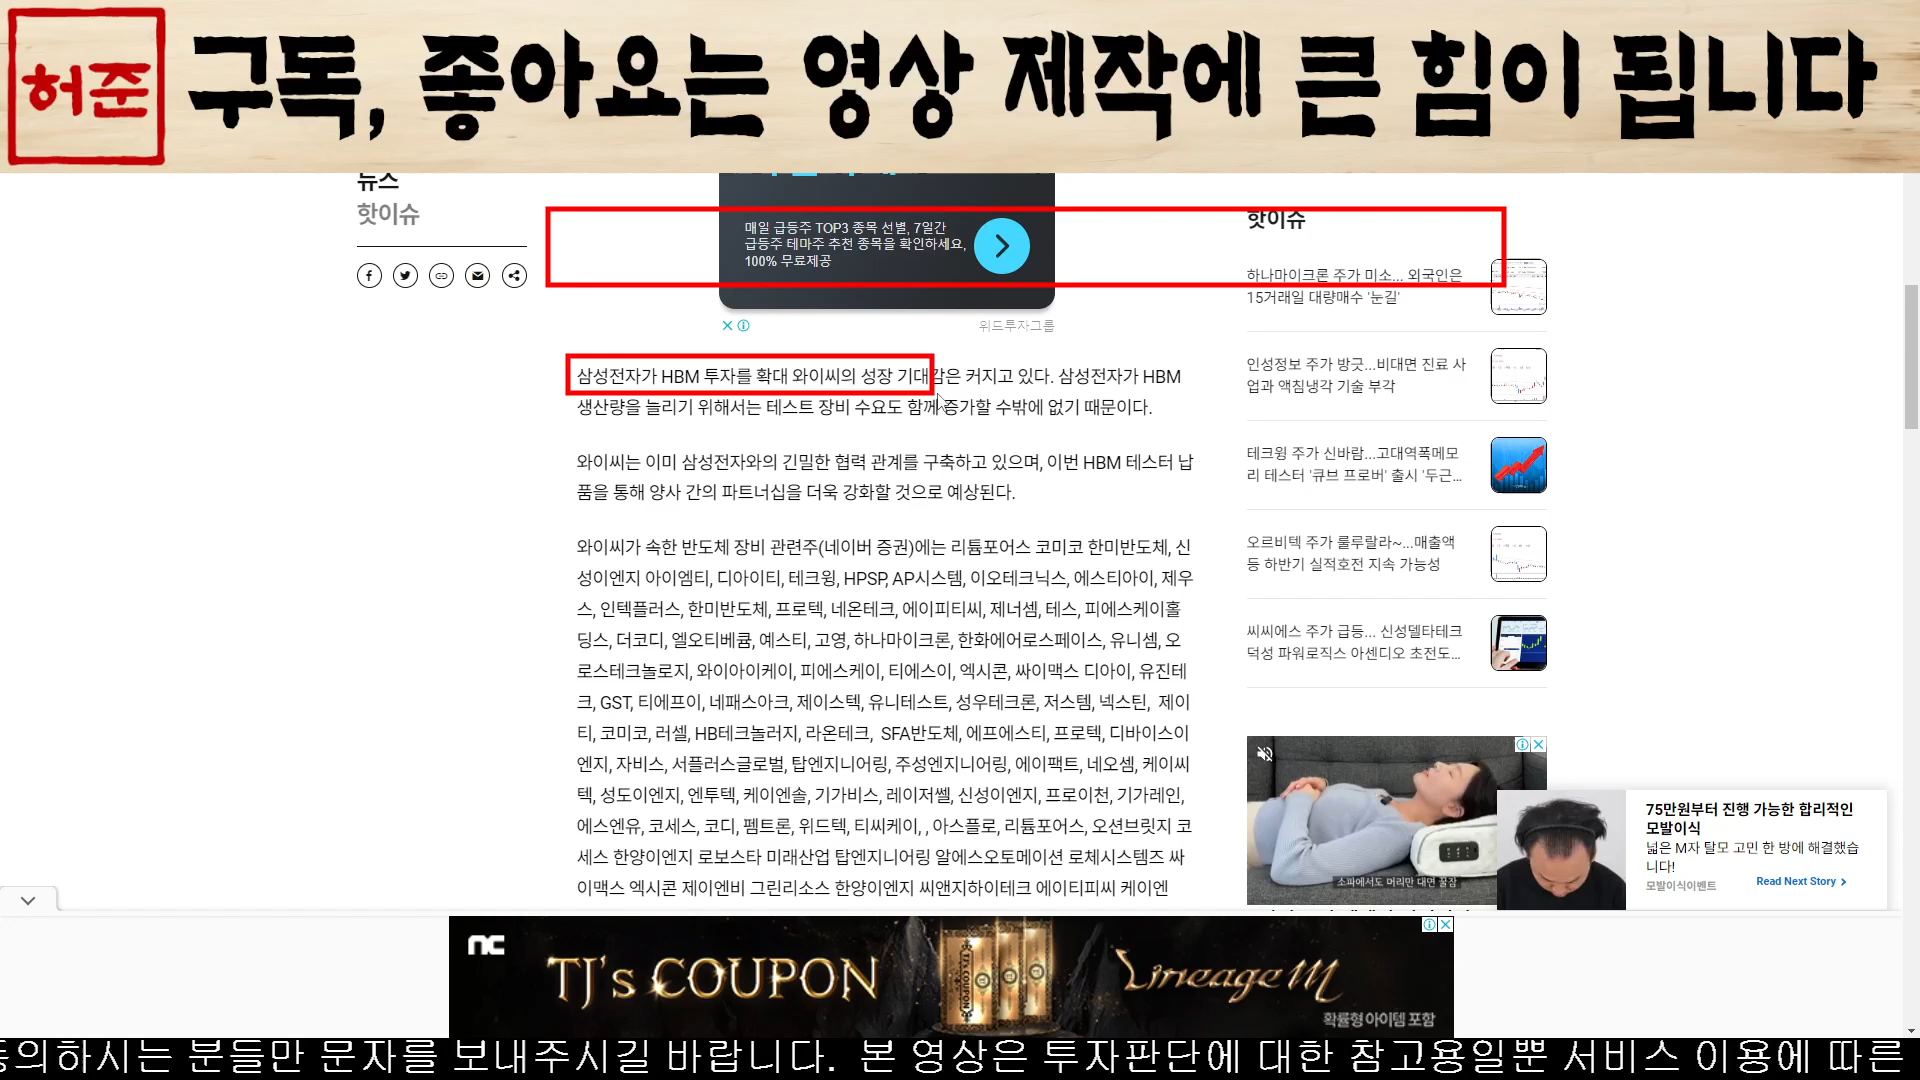 허준
구독, 좋아요는 영상 제작에 큰 힘이 됩니다
뉴스
핫이슈
매일 급등주 TOP3 종목 선별, 7일간
급등주 테마주 추천 종목을 확인하세요,
100% 무료제공
위드투자그룹
삼성전자가 HBM 투자를 확대 와이씨의 성장 기대감은 커지고 있다. 삼성전자가 HBM
생산량을 늘리기 위해서는 테스트 장비 수요도 함께 증가할 수밖에 없기 때문이다.
와이씨는 이미 삼성전자와의 긴밀한 협력 관계를 구축하고 있으며, 이번 HBM 테스터 납
품을 통해 양사 간의 파트너십을 더욱 강화할 것으로 예상된다.
와이씨가 속한 반도체 장비 관련주(네이버 증권)에는 리튬포어스 코미코 한미반도체, 신
성이엔지 아이엠티, 디아이티, 테크윙, HPSP, AP시스템, 이오테크닉스, 에스티아이, 제우
스, 인텍플러스, 한미반도체, 프로텍, 네온테크, 에이피티씨, 제너셈, 테스, 피에스케이홀
딩스, 더코디, 엘오티베큠, 예스티, 고영, 하나마이크론, 한화에어로스페이스, 유니셈, 오
로스테크놀로지, 와이아이케이, 피에스케이, 티에스이, 엑시콘, 싸이맥스 디아이, 유진테
크, GST, 티에프이, 네패스아크, 제이스텍, 유니테스트, 성우테크론, 저스템, 넥스틴,  제이
티, 코미코, 러셀, HB테크놀러지, 라온테크,  SFA반도체, 에프에스티, 프로텍, 디바이스이
엔지, 자비스, 서플러스글로벌, 탑엔지니어링, 주성엔지니어링, 에이팩트, 네오셈, 케이씨
텍, 성도이엔지, 엔투텍, 케이엔솔, 기가비스, 레이저쎌, 신성이엔지, 프로이천, 기가레인,
에스엔유, 코세스, 코디, 펨트론, 위드텍, 티씨케이, , 아스플로, 리튬포어스, 오션브릿지 코
세스 한양이엔지 로보스타 미래산업 탑엔지니어링 알에스오토메이션 로체시스템즈 싸
이맥스 엑시콘 제이엔비 그린리소스 한양이엔지 씨앤지하이테크 에이티피씨 케이엔
핫이슈
하나마이크론 주가 미소... 외국인은
15거래일 대량매수 '눈길'
인성정보 주가 방긋...비대면 진료 사
업과 액침냉각 기술 부각
테크윙 주가 신바람...고대역폭메모
리 테스터 '큐브 프로버' 출시 '두근...
오르비텍 주가 룰루랄라~...매출액
등 하반기 실적호전 지속 가능성
씨씨에스 주가 급등... 신성델타테크
덕성 파워로직스 아센디오 초전도...
소파에서도 머리만 대면 꿀잠
75만원부터 진행 가능한 합리적인
모발이식
넓은 M자 탈모 고민 한 방에 해결했습
니다!
모발이식이벤트
Read Next Story
nc
TJ's COUPON
TJ's COUPON
Lineage M
확률형 아이템 포함
동의하시는 분들만 문자를 보내주시길 바랍니다.  본 영상은 투자판단에 대한 참고용일뿐 서비스 이용에 따른